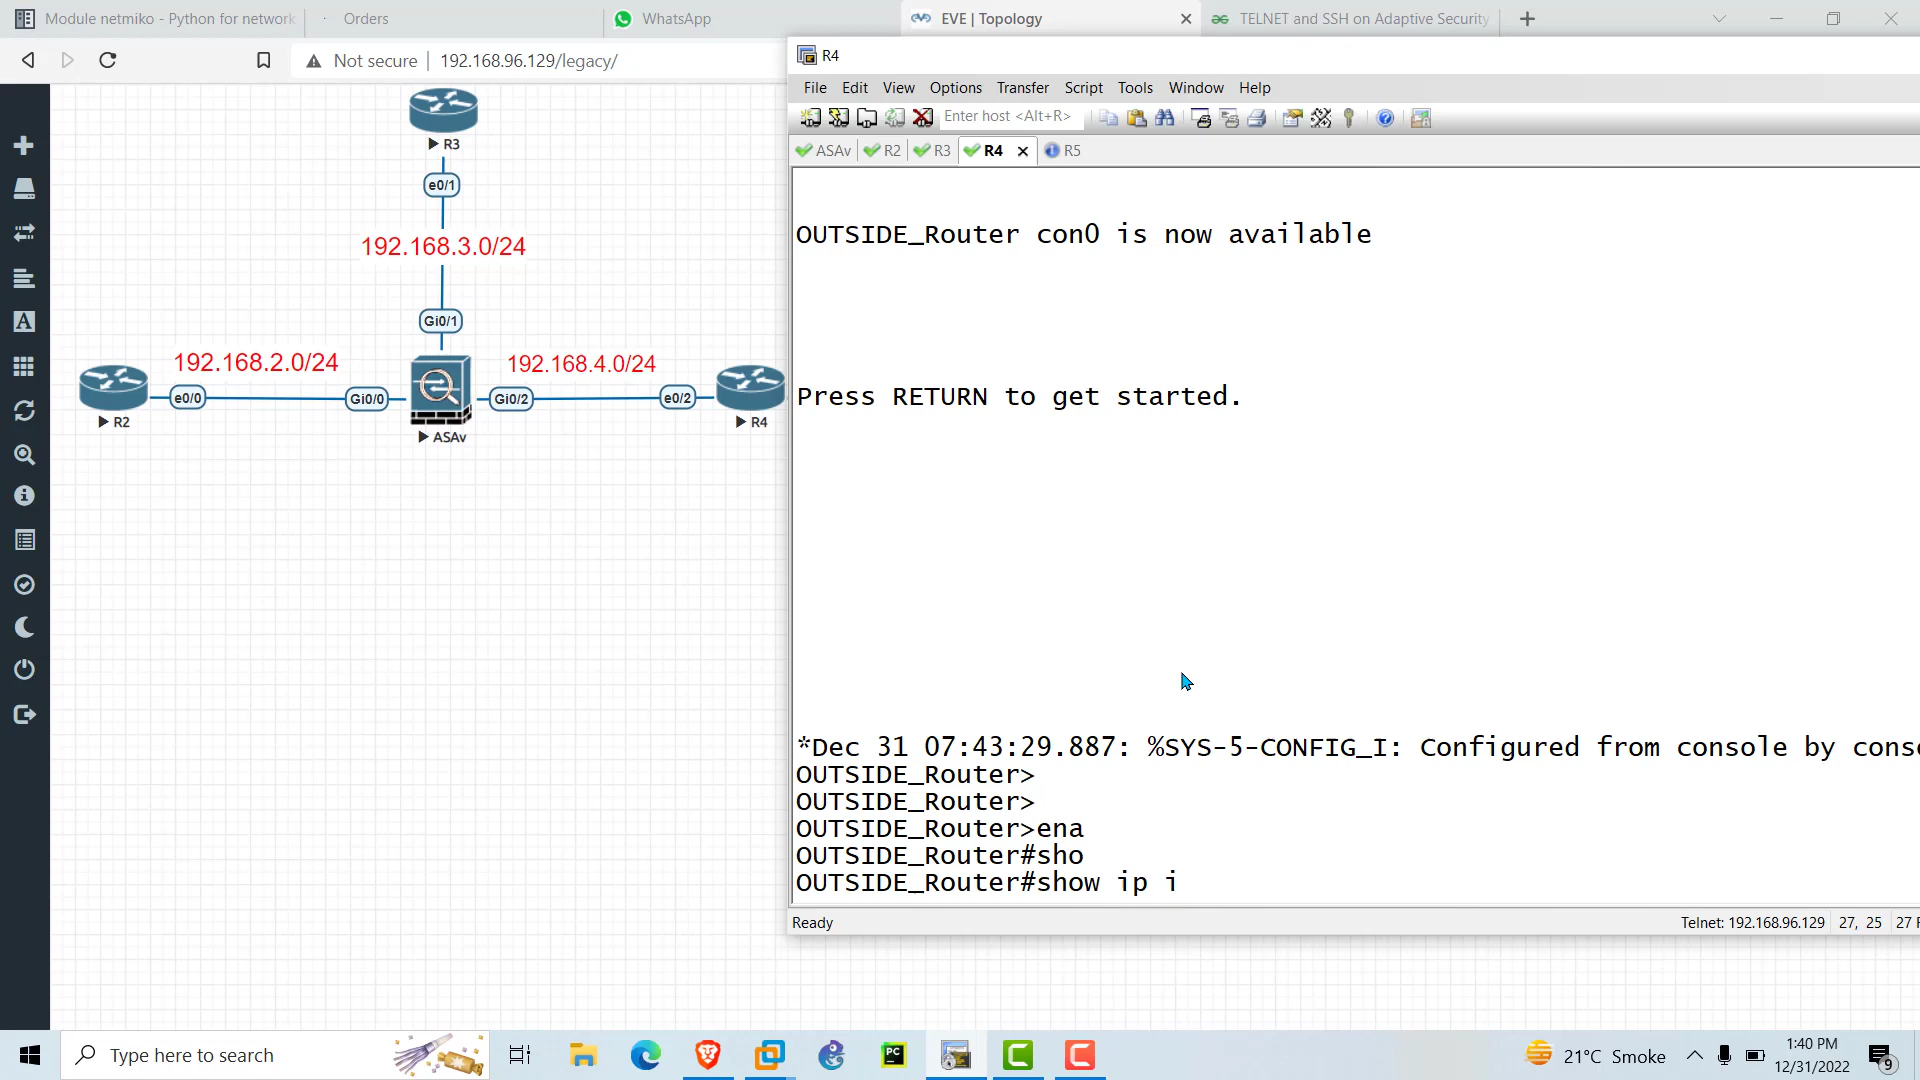 Module netmiko - Python for network
Orders
WhatsApp
EVE | Topology
TELNET and SSH on Adaptive Security
Not secure
192.168.96.129/legacy/
R3
e0/1
192.168.3.0/24
Gi0/1
192.168.2.0/24
192.168.4.0/24
e0/0
Gi0/0
Gi0/2
e0/2
R2
ASAv
R4
R4
File Edit View Options Transfer Script Tools Window Help
Enter host <Alt+R>
ASAv R2 R3 R4 R5
OUTSIDE_Router con0 is now available
Press RETURN to get started.
*Dec 31 07:43:29.887: %SYS-5-CONFIG_I: Configured from console by cons
OUTSIDE_Router>
OUTSIDE_Router>
OUTSIDE_Router>ena
OUTSIDE_Router#sho
OUTSIDE_Router#show ip i
Ready
Telnet: 192.168.96.129 27, 25 27
Type here to search
PC
21°C Smoke
1:40 PM
12/31/2022
9